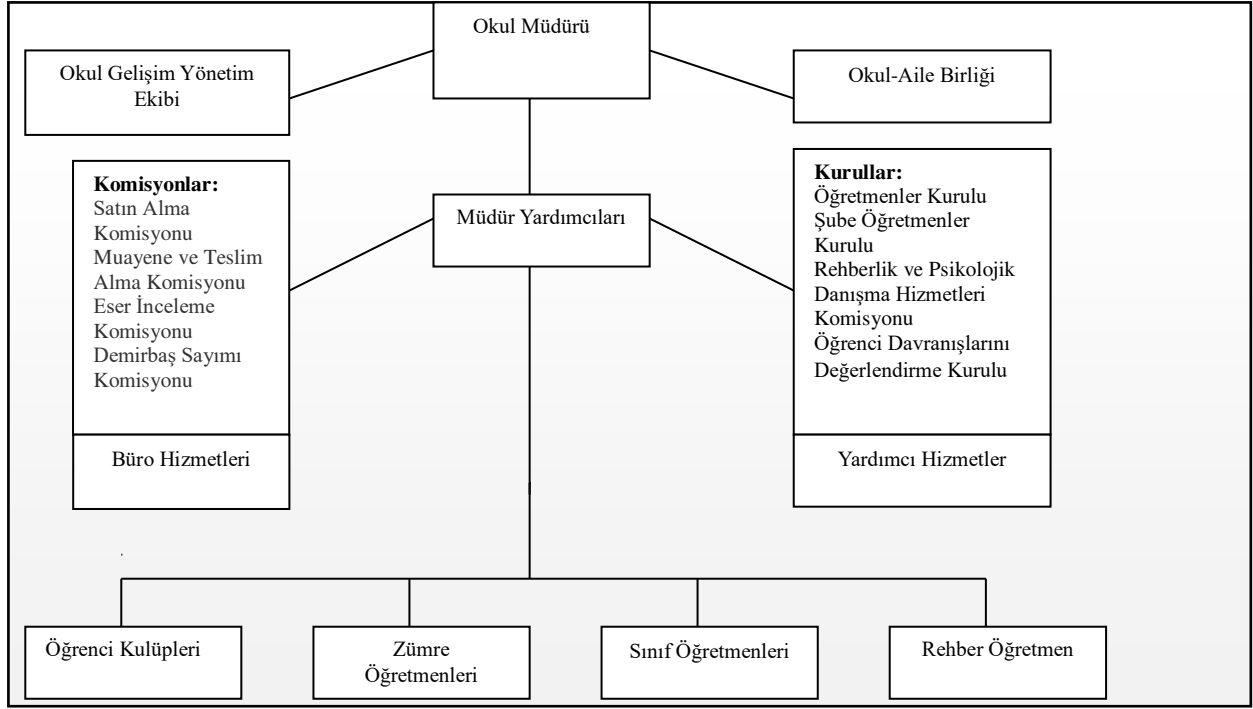 Okul Müdürü
Okul Gelişim Yönetim
Ekibi
Okul-Aile Birliği
Komisyonlar:
Satın Alma
Komisyonu
Muayene ve Teslim
Alma Komisyonu
Eser İnceleme
Komisyonu
Demirbaş Sayımı
Komisyonu
Müdür Yardımcıları
Kurullar:
Öğretmenler Kurulu
Şube Öğretmenler
Kurulu
Rehberlik ve Psikolojik
Danışma Hizmetleri
Komisyonu
Öğrenci Davranışlarını
Değerlendirme Kurulu
Büro Hizmetleri
Yardımcı Hizmetler
Öğrenci Kulüpleri
Zümre
Öğretmenleri
Sınıf Öğretmenleri
Rehber Öğretmen